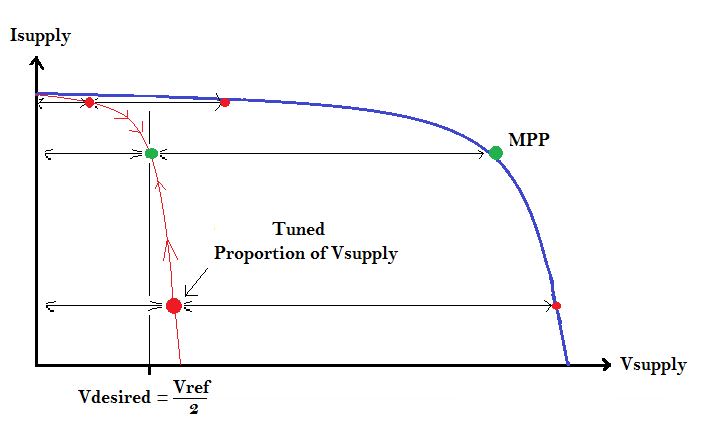 Isupply
MPP
Tuned
Proportion of Vsupply
Vsupply
Vdesired = Vref
2